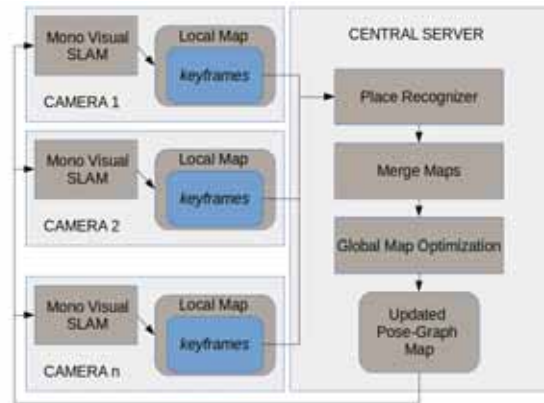 Mono Visual
SLAM
Local Map
keyframes
CAMERA 1
Mono Visual
SLAM
Local Map
keyframes
CAMERA 2
Mono Visual
SLAM
Local Map
keyframes
CAMERA n
CENTRAL SERVER
Place Recognizer
Merge Maps
Global Map Optimization
Updated
Pose-Graph
Map